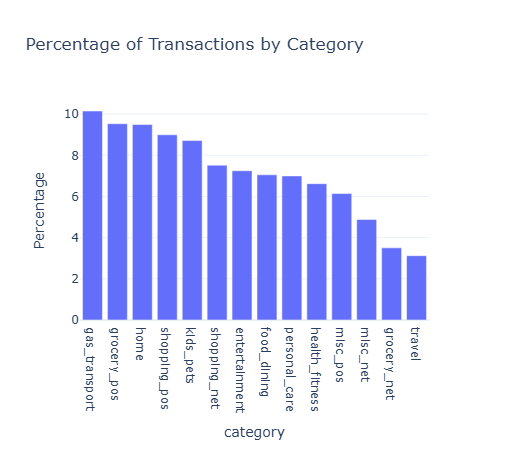 Percentage of Transactions by Category
Percentage
10
8
6
4
2
0
gas_transport
grocery_pos
home
shopping_pos
kids_pets
shopping_net
entertainment
food_dining
personal_care
health_fitness
misc_pos
misc_net
grocery_net
travel
category